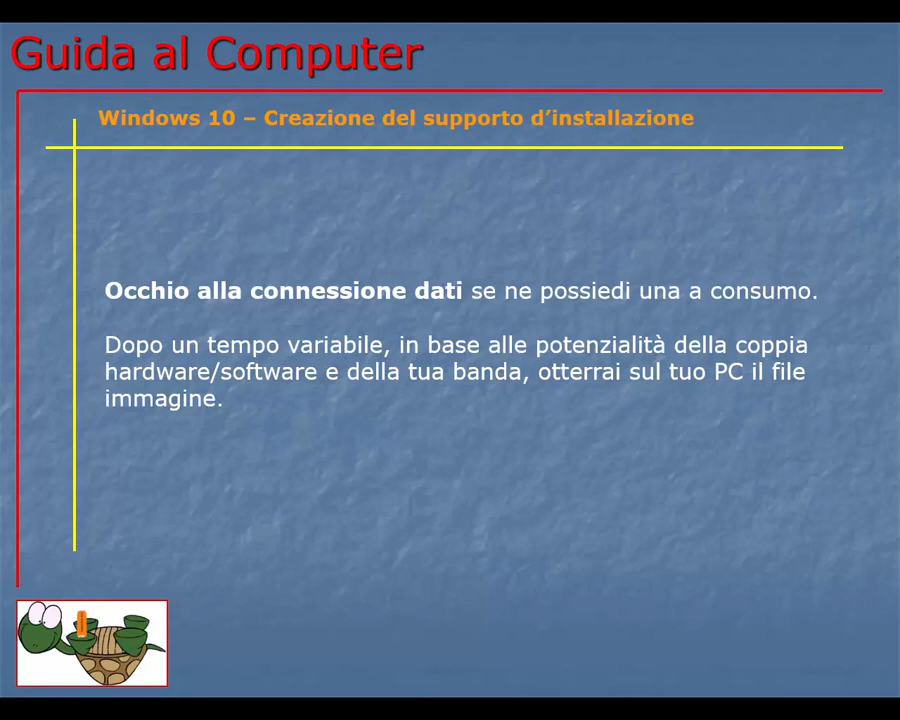 Guida al Computer
Windows 10 – Creazione del supporto d’installazione
Occhio alla connessione dati se ne possiedi una a consumo.
Dopo un tempo variabile, in base alle potenzialità della coppia
hardware/software e della tua banda, otterrai sul tuo PC il file
immagine.